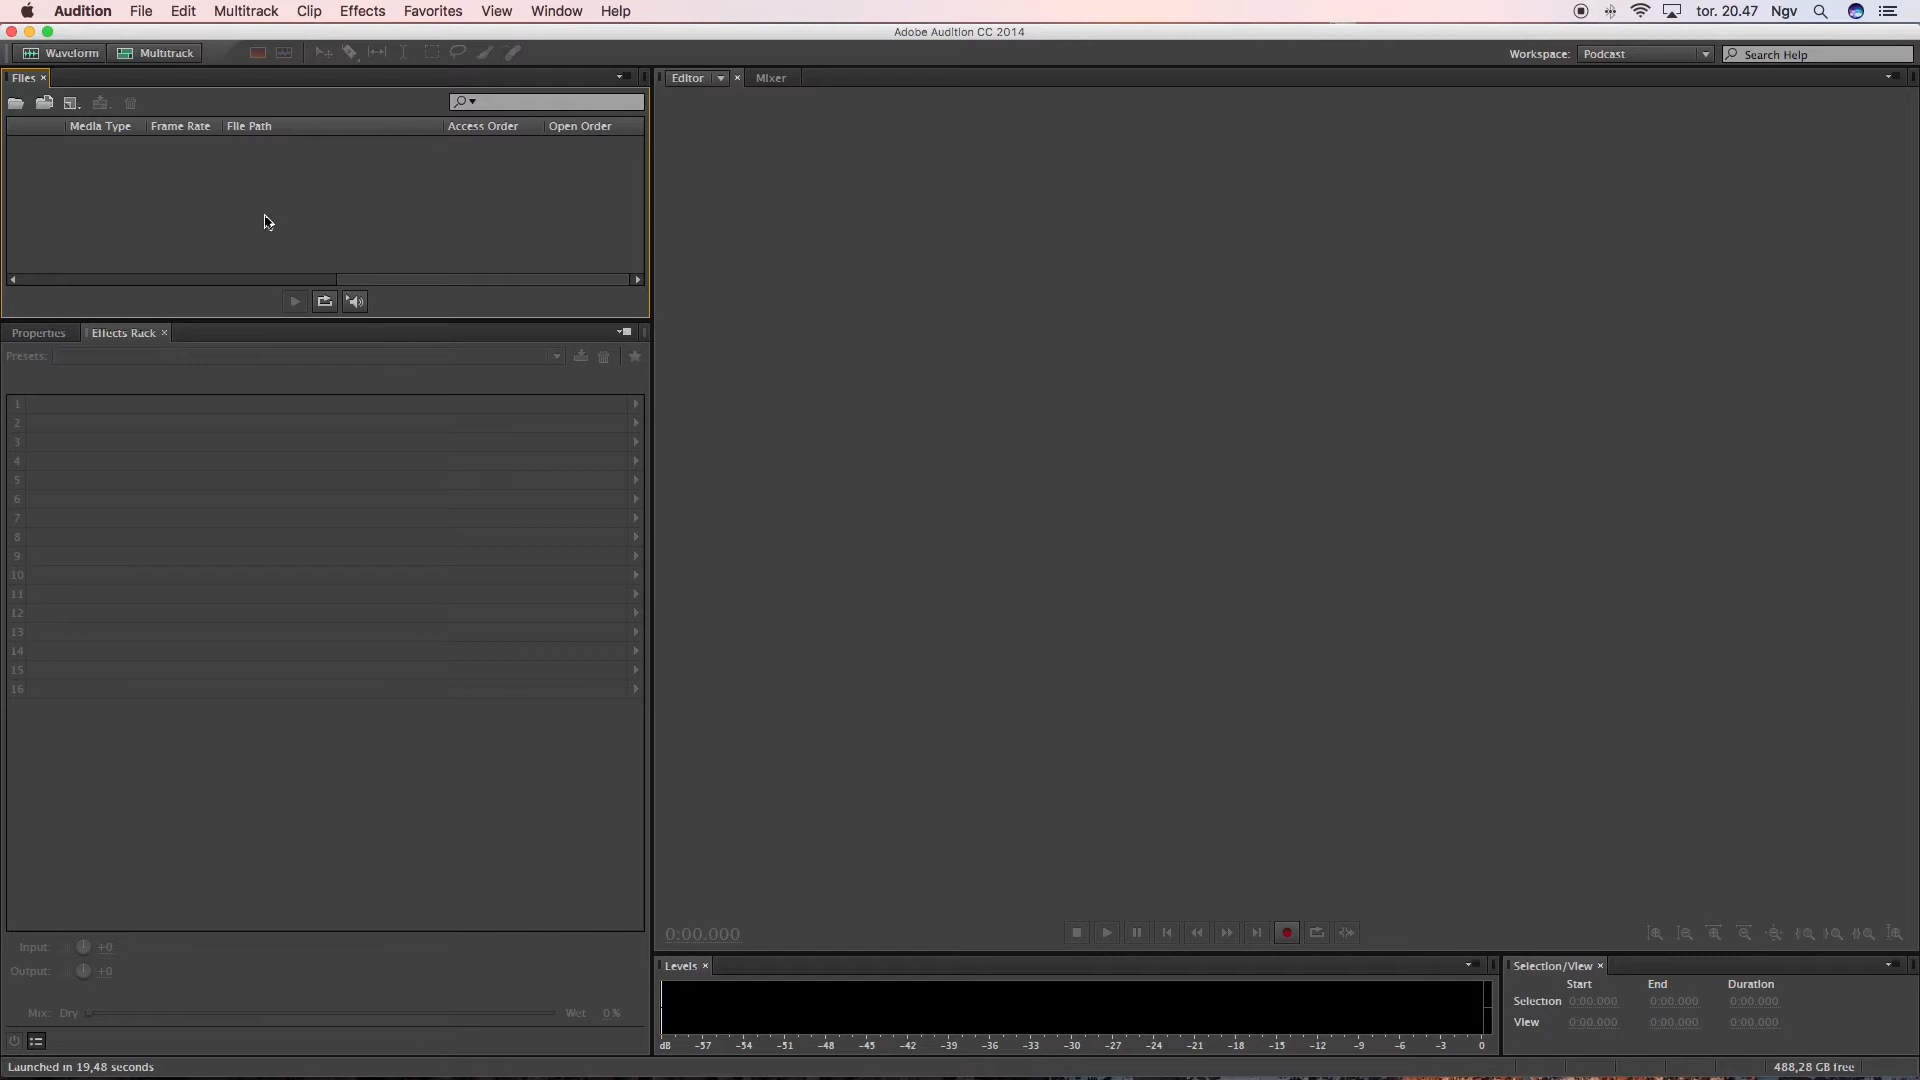 Audition File Edit Multitrack Clip Effects Favorites View Window Help tor. 20.47 Ngv
Adobe Audition CC 2014
Waveform Multitrack Workspace: Podcast Search Help
Files
Media Type Frame Rate File Path Access Order Open Order
Editor Mixer
Properties Effects Rack
Presets:
1
2
3
4
5
6
7
8
9
10
11
12
13
14
15
16
Input: +0
Output: +0
Mix: Dry Wet 0 %
0:00.000
Levels
dB -57 -54 -51 -48 -45 -42 -39 -36 -33 -30 -27 -24 -21 -18 -15 -12 -9 -6 -3 0
Selection/View
Start End Duration
Selection 0:00.000 0:00.000 0:00.000
View 0:00.000 0:00.000 0:00.000
Launched in 19,48 seconds 488,28 GB free